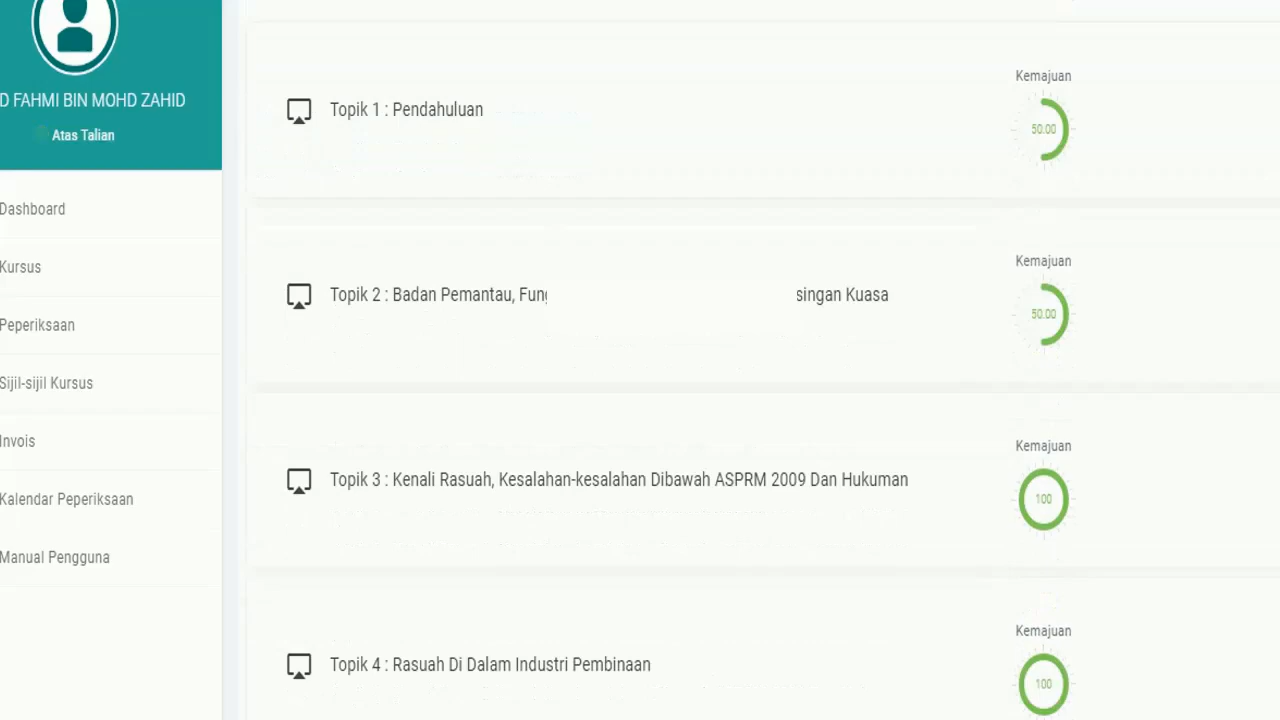 D FAHMI BIN MOHD ZAHID
Atas Talian
Dashboard
Kursus
Peperiksaan
Sijil-sijil Kursus
Invois
Kalendar Peperiksaan
Manual Pengguna
Topik 1 : Pendahuluan
Kemajuan
50.00
Topik 2 : Badan Pemantau, singan Kuasa
Kemajuan
50.00
Topik 3 : Kenali Rasuah, Kesalahan-kesalahan Dibawah ASPRM 2009 Dan Hukuman
Kemajuan
100
Topik 4 : Rasuah Di Dalam Industri Pembinaan
Kemajuan
100